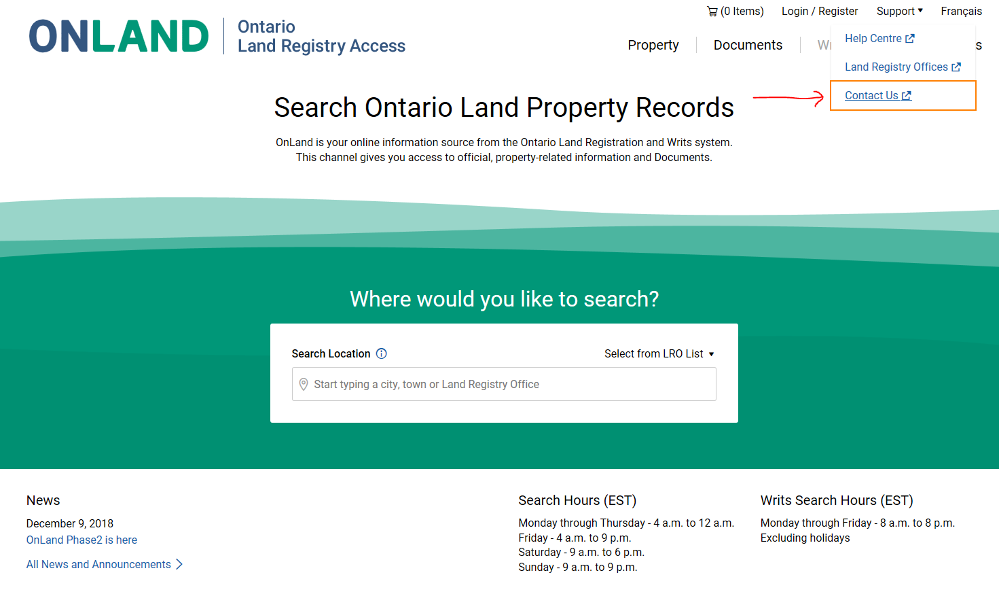 (0 Items) Login / Register Support Français
ONLAND Ontario
Land Registry Access
Property Documents Wr s
Help Centre
Land Registry Offices
Contact Us
Search Ontario Land Property Records
OnLand is your online information source from the Ontario Land Registration and Writs system.
This channel gives you access to official, property-related information and Documents.
Where would you like to search?
Search Location Select from LRO List
Start typing a city, town or Land Registry Office
News
December 9, 2018
OnLand Phase2 is here
All News and Announcements
Search Hours (EST)
Monday through Thursday - 4 a.m. to 12 a.m.
Friday - 4 a.m. to 9 p.m.
Saturday - 9 a.m. to 6 p.m.
Sunday - 9 a.m. to 9 p.m.
Writs Search Hours (EST)
Monday through Friday - 8 a.m. to 8 p.m.
Excluding holidays